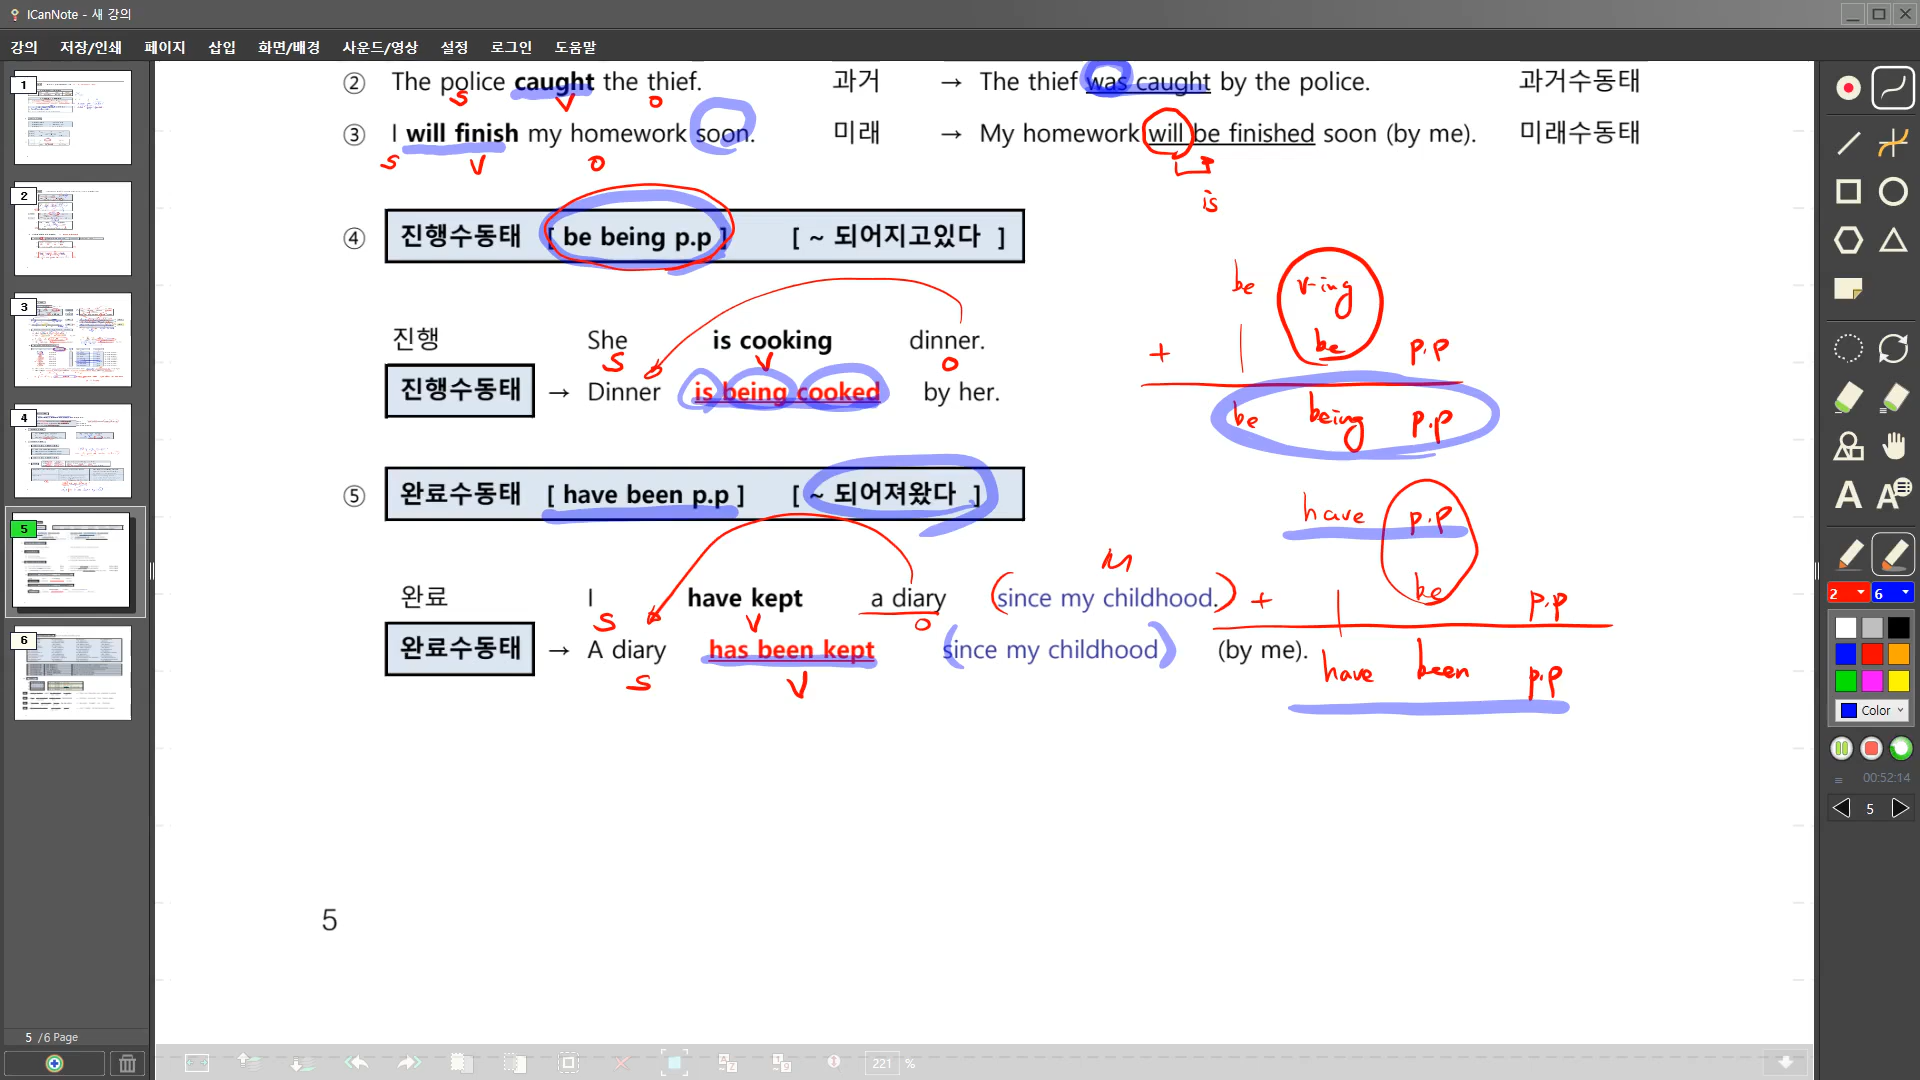 ICanNote - 새 강의
강의 저장/인쇄 페이지 삽입 화면/배경 사운드/영상 설정 로그인 도움말
② The police caught the thief. 과거 → The thief was caught by the police. 과거수동태
s v o
③ I will finish my homework soon. 미래 → My homework will be finished soon (by me). 미래수동태
s v o
is
④ 진행수동태 [ be being p.p ] [ ~ 되어지고있다 ]
be v-ing
진행 She is cooking dinner.
+ be p.p
s v o
진행수동태 → Dinner is being cooked by her.
be being p.p
⑤ 완료수동태 [ have been p.p ] [ ~ 되어져왔다 ]
have p.p
M
완료 I have kept a diary (since my childhood.)
+ be p.p
s v o
완료수동태 → A diary has been kept (since my childhood) (by me).
have been p.p
s v
5
1
2
3
4
5
6
5 /6 Page
221 %
A A
2 6
Color
00:52:14
5